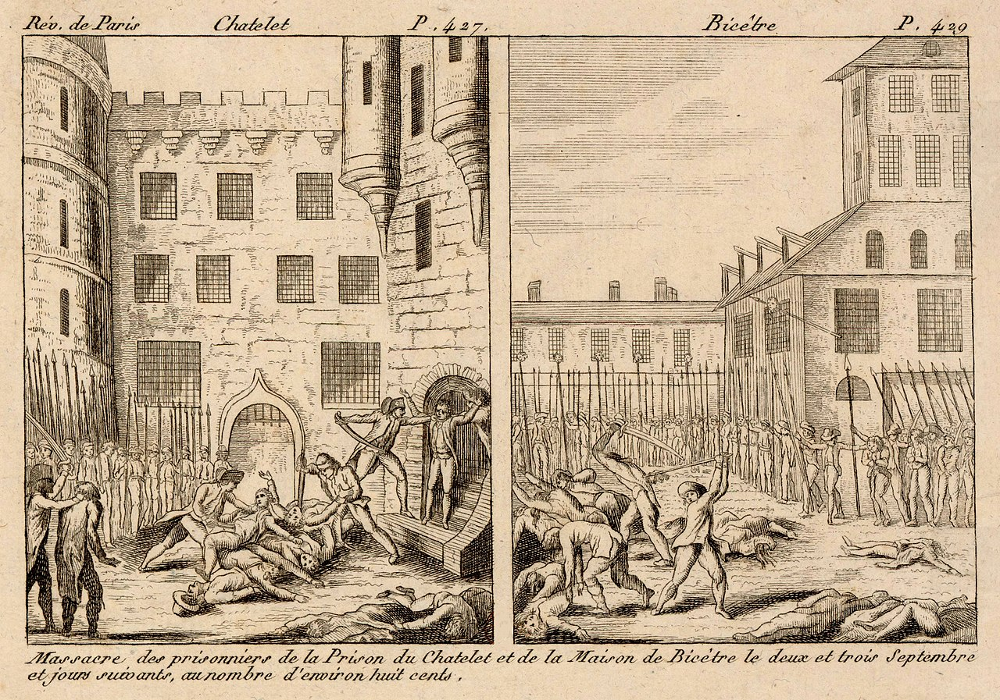 Rév. de Paris Chatelet P. 427. Bicêtre P. 429
Massacre des prisonniers de la Prison du Chatelet et de la Maison de Bicêtre le deux et trois Septembre
et jours suivants, au nombre d'environ huit cents.